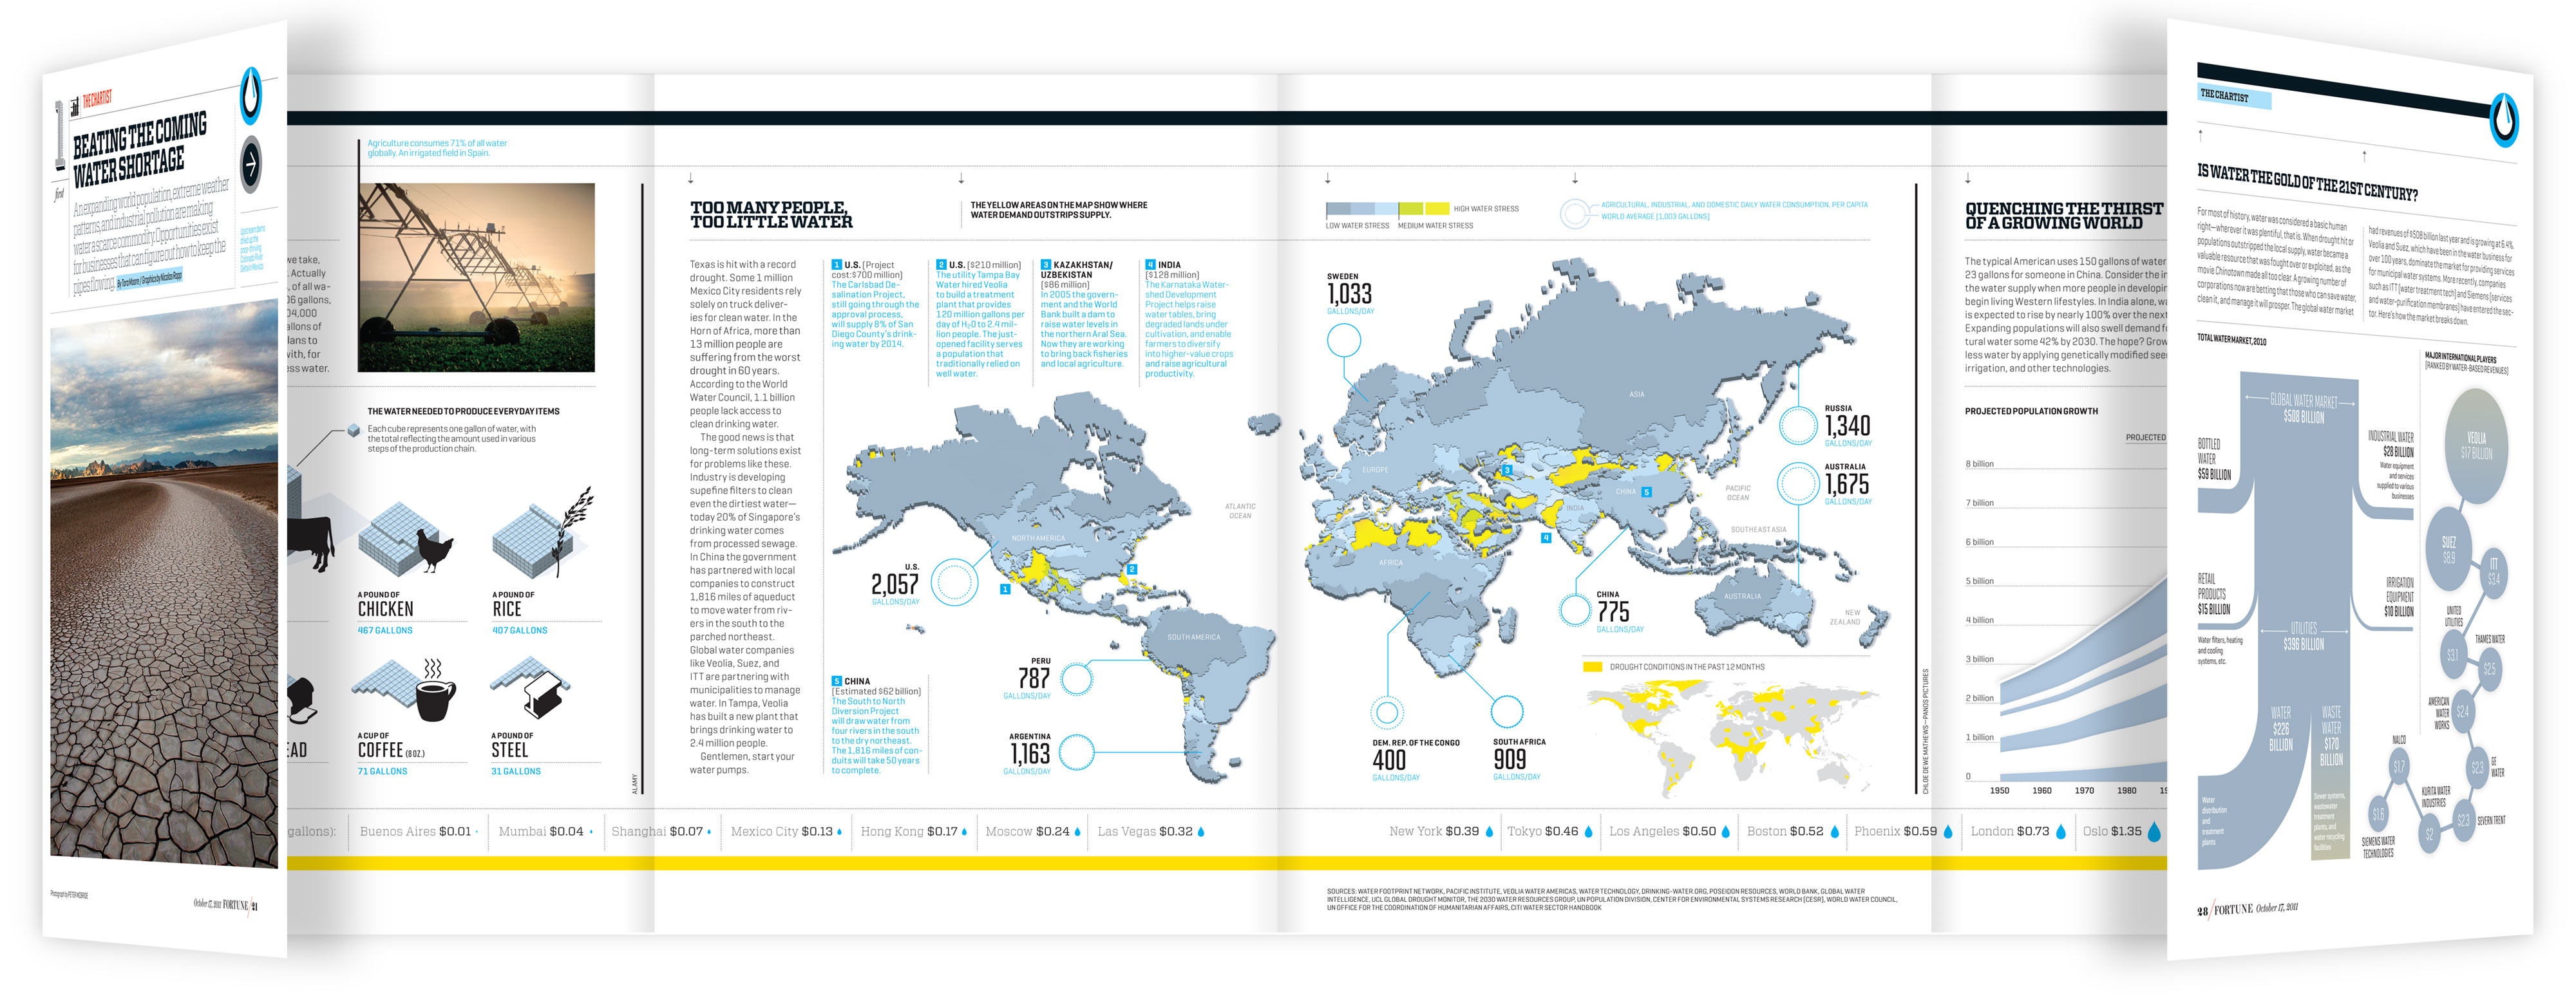 THE CHARTIST
1
first
BEATING THE COMING
WATER SHORTAGE
An expanding world population, extreme weather
patterns, and industrial pollution are making
water a scarce commodity. Opportunities exist
for businesses that can figure out how to keep the
pipes flowing. By Tara Moore / Graphics by Nicolas Rapp
October 17, 2011 FORTUNE / 21
Agriculture consumes 71% of all water
globally. An irrigated field in Spain.
we take,
. Actually
, of all wa-
06 gallons,
04,000
allons of
lans to
with, for
ess water.
THE WATER NEEDED TO PRODUCE EVERYDAY ITEMS
Each cube represents one gallon of water, with
the total reflecting the amount used in various
steps of the production chain.
A POUND OF
CHICKEN
467 GALLONS
A POUND OF
RICE
407 GALLONS
EAD
A CUP OF
COFFEE (8 OZ.)
71 GALLONS
A POUND OF
STEEL
31 GALLONS
ALAMY
TOO MANY PEOPLE,
TOO LITTLE WATER
THE YELLOW AREAS ON THE MAP SHOW WHERE
WATER DEMAND OUTSTRIPS SUPPLY.
Texas is hit with a record
drought. Some 1 million
Mexico City residents rely
solely on truck deliver-
ies for clean water. In the
Horn of Africa, more than
13 million people are
suffering from the worst
drought in 60 years.
According to the World
Water Council, 1.1 billion
people lack access to
clean drinking water.
The good news is that
long-term solutions exist
for problems like these.
Industry is developing
superfine filters to clean
even the dirtiest water—
today 20% of Singapore's
drinking water comes
from processed sewage.
In China the government
has partnered with local
companies to construct
1,816 miles of aqueduct
to move water from riv-
ers in the south to the
parched northeast.
Global water companies
like Veolia, Suez, and
ITT are partnering with
municipalities to manage
water. In Tampa, Veolia
has built a new plant that
brings drinking water to
2.4 million people.
Gentlemen, start your
water pumps.
1 U.S. (Project
cost: $700 million)
The Carlsbad De-
salination Project,
still going through the
approval process,
will supply 8% of San
Diego County's drink-
ing water by 2014.
2 U.S. ($210 million)
The utility Tampa Bay
Water hired Veolia
to build a treatment
plant that provides
120 million gallons per
day of H2O to 2.4 mil-
lion people. The just-
opened facility serves
a population that
traditionally relied on
well water.
3 KAZAKHSTAN/
UZBEKISTAN
($86 million)
In 2005 the govern-
ment and the World
Bank built a dam to
raise water levels in
the northern Aral Sea.
Now they are working
to bring back fisheries
and local agriculture.
4 INDIA
($128 million)
The Karnataka Water-
shed Development
Project helps raise
water tables, bring
degraded lands under
cultivation, and enable
farmers to diversify
into higher-value crops
and raise agricultural
productivity.
5 CHINA
(Estimated $62 billion)
The South to North
Diversion Project
will draw water from
four rivers in the south
to the dry northeast.
The 1,816 miles of con-
duits will take 50 years
to complete.
NORTH AMERICA
SOUTH AMERICA
ATLANTIC
OCEAN
1
2
U.S.
2,057
GALLONS/DAY
PERU
787
GALLONS/DAY
ARGENTINA
1,163
GALLONS/DAY
LOW WATER STRESS
MEDIUM WATER STRESS
HIGH WATER STRESS
AGRICULTURAL, INDUSTRIAL, AND DOMESTIC DAILY WATER CONSUMPTION, PER CAPITA
WORLD AVERAGE (1,003 GALLONS)
SWEDEN
1,033
GALLONS/DAY
RUSSIA
1,340
GALLONS/DAY
AUSTRALIA
1,675
GALLONS/DAY
CHINA
775
GALLONS/DAY
DEM. REP. OF THE CONGO
400
GALLONS/DAY
SOUTH AFRICA
909
GALLONS/DAY
ASIA
EUROPE
3
CHINA 5
INDIA
4
AFRICA
PACIFIC
OCEAN
SOUTHEAST ASIA
AUSTRALIA
NEW
ZEALAND
DROUGHT CONDITIONS IN THE PAST 12 MONTHS
CHLOE DEWE MATHEWS—PANOS PICTURES
QUENCHING THE THIRST
OF A GROWING WORLD
The typical American uses 150 gallons of water
23 gallons for someone in China. Consider the in
the water supply when more people in developin
begin living Western lifestyles. In India alone, wa
is expected to rise by nearly 100% over the next
Expanding populations will also swell demand fo
tural water some 42% by 2030. The hope? Grow
less water by applying genetically modified seed
irrigation, and other technologies.
PROJECTED POPULATION GROWTH
PROJECTED
8 billion
7 billion
6 billion
5 billion
4 billion
3 billion
2 billion
1 billion
0
1950 1960 1970 1980 19
gallons):
Buenos Aires $0.01
Mumbai $0.04
Shanghai $0.07
Mexico City $0.13
Hong Kong $0.17
Moscow $0.24
Las Vegas $0.32
New York $0.39
Tokyo $0.46
Los Angeles $0.50
Boston $0.52
Phoenix $0.59
London $0.73
Oslo $1.35
SOURCES: WATER FOOTPRINT NETWORK, PACIFIC INSTITUTE, VEOLIA WATER AMERICAS, WATER TECHNOLOGY, DRINKING-WATER.ORG, POSEIDON RESOURCES, WORLD BANK, GLOBAL WATER
INTELLIGENCE, UCL GLOBAL DROUGHT MONITOR, THE 2030 WATER RESOURCES GROUP, UN POPULATION DIVISION, CENTER FOR ENVIRONMENTAL SYSTEMS RESEARCH (CESR), WORLD WATER COUNCIL,
UN OFFICE FOR THE COORDINATION OF HUMANITARIAN AFFAIRS, CITI WATER SECTOR HANDBOOK
THE CHARTIST
IS WATER THE GOLD OF THE 21ST CENTURY?
For most of history, water was considered a basic human
right—wherever it was plentiful, that is. When drought hit or
populations outstripped the local supply, water became a
valuable resource that was fought over or exploited, as the
movie Chinatown made all too clear. A growing number of
corporations now are betting that those who can save water,
clean it, and manage it will prosper. The global water market
had revenues of $508 billion last year and is growing at 6.4%.
Veolia and Suez, which have been in the water business for
over 100 years, dominate the market for providing services
for municipal water systems. More recently, companies
such as ITT (water treatment tech) and Siemens (services
and water-purification membranes) have entered the sec-
tor. Here's how the market breaks down.
TOTAL WATER MARKET, 2010
GLOBAL WATER MARKET
$508 BILLION
BOTTLED
WATER
$59 BILLION
INDUSTRIAL WATER
$28 BILLION
Water equipment
and services
supplied to various
businesses
RETAIL
PRODUCTS
$15 BILLION
Water filters, heating
and cooling
systems, etc.
IRRIGATION
EQUIPMENT
$10 BILLION
UTILITIES
$396 BILLION
WATER
$226
BILLION
WASTE
WATER
$170
BILLION
Water
distribution
and
treatment
plants
Sewer systems,
wastewater
treatment
plants, and
water recycling
facilities
MAJOR INTERNATIONAL PLAYERS
(RANKED BY WATER-BASED REVENUES)
VEOLIA
$17 BILLION
SUEZ
$8.9
ITT
$3.4
UNITED
UTILITIES
$3.1
THAMES WATER
$2.5
AMERICAN
WATER
WORKS
$2.4
GE
WATER
$2.3
SEVERN TRENT
$2.3
KURITA WATER
INDUSTRIES
$2
NALCO
$1.7
SIEMENS WATER
TECHNOLOGIES
$1.6
28 / FORTUNE October 17, 2011